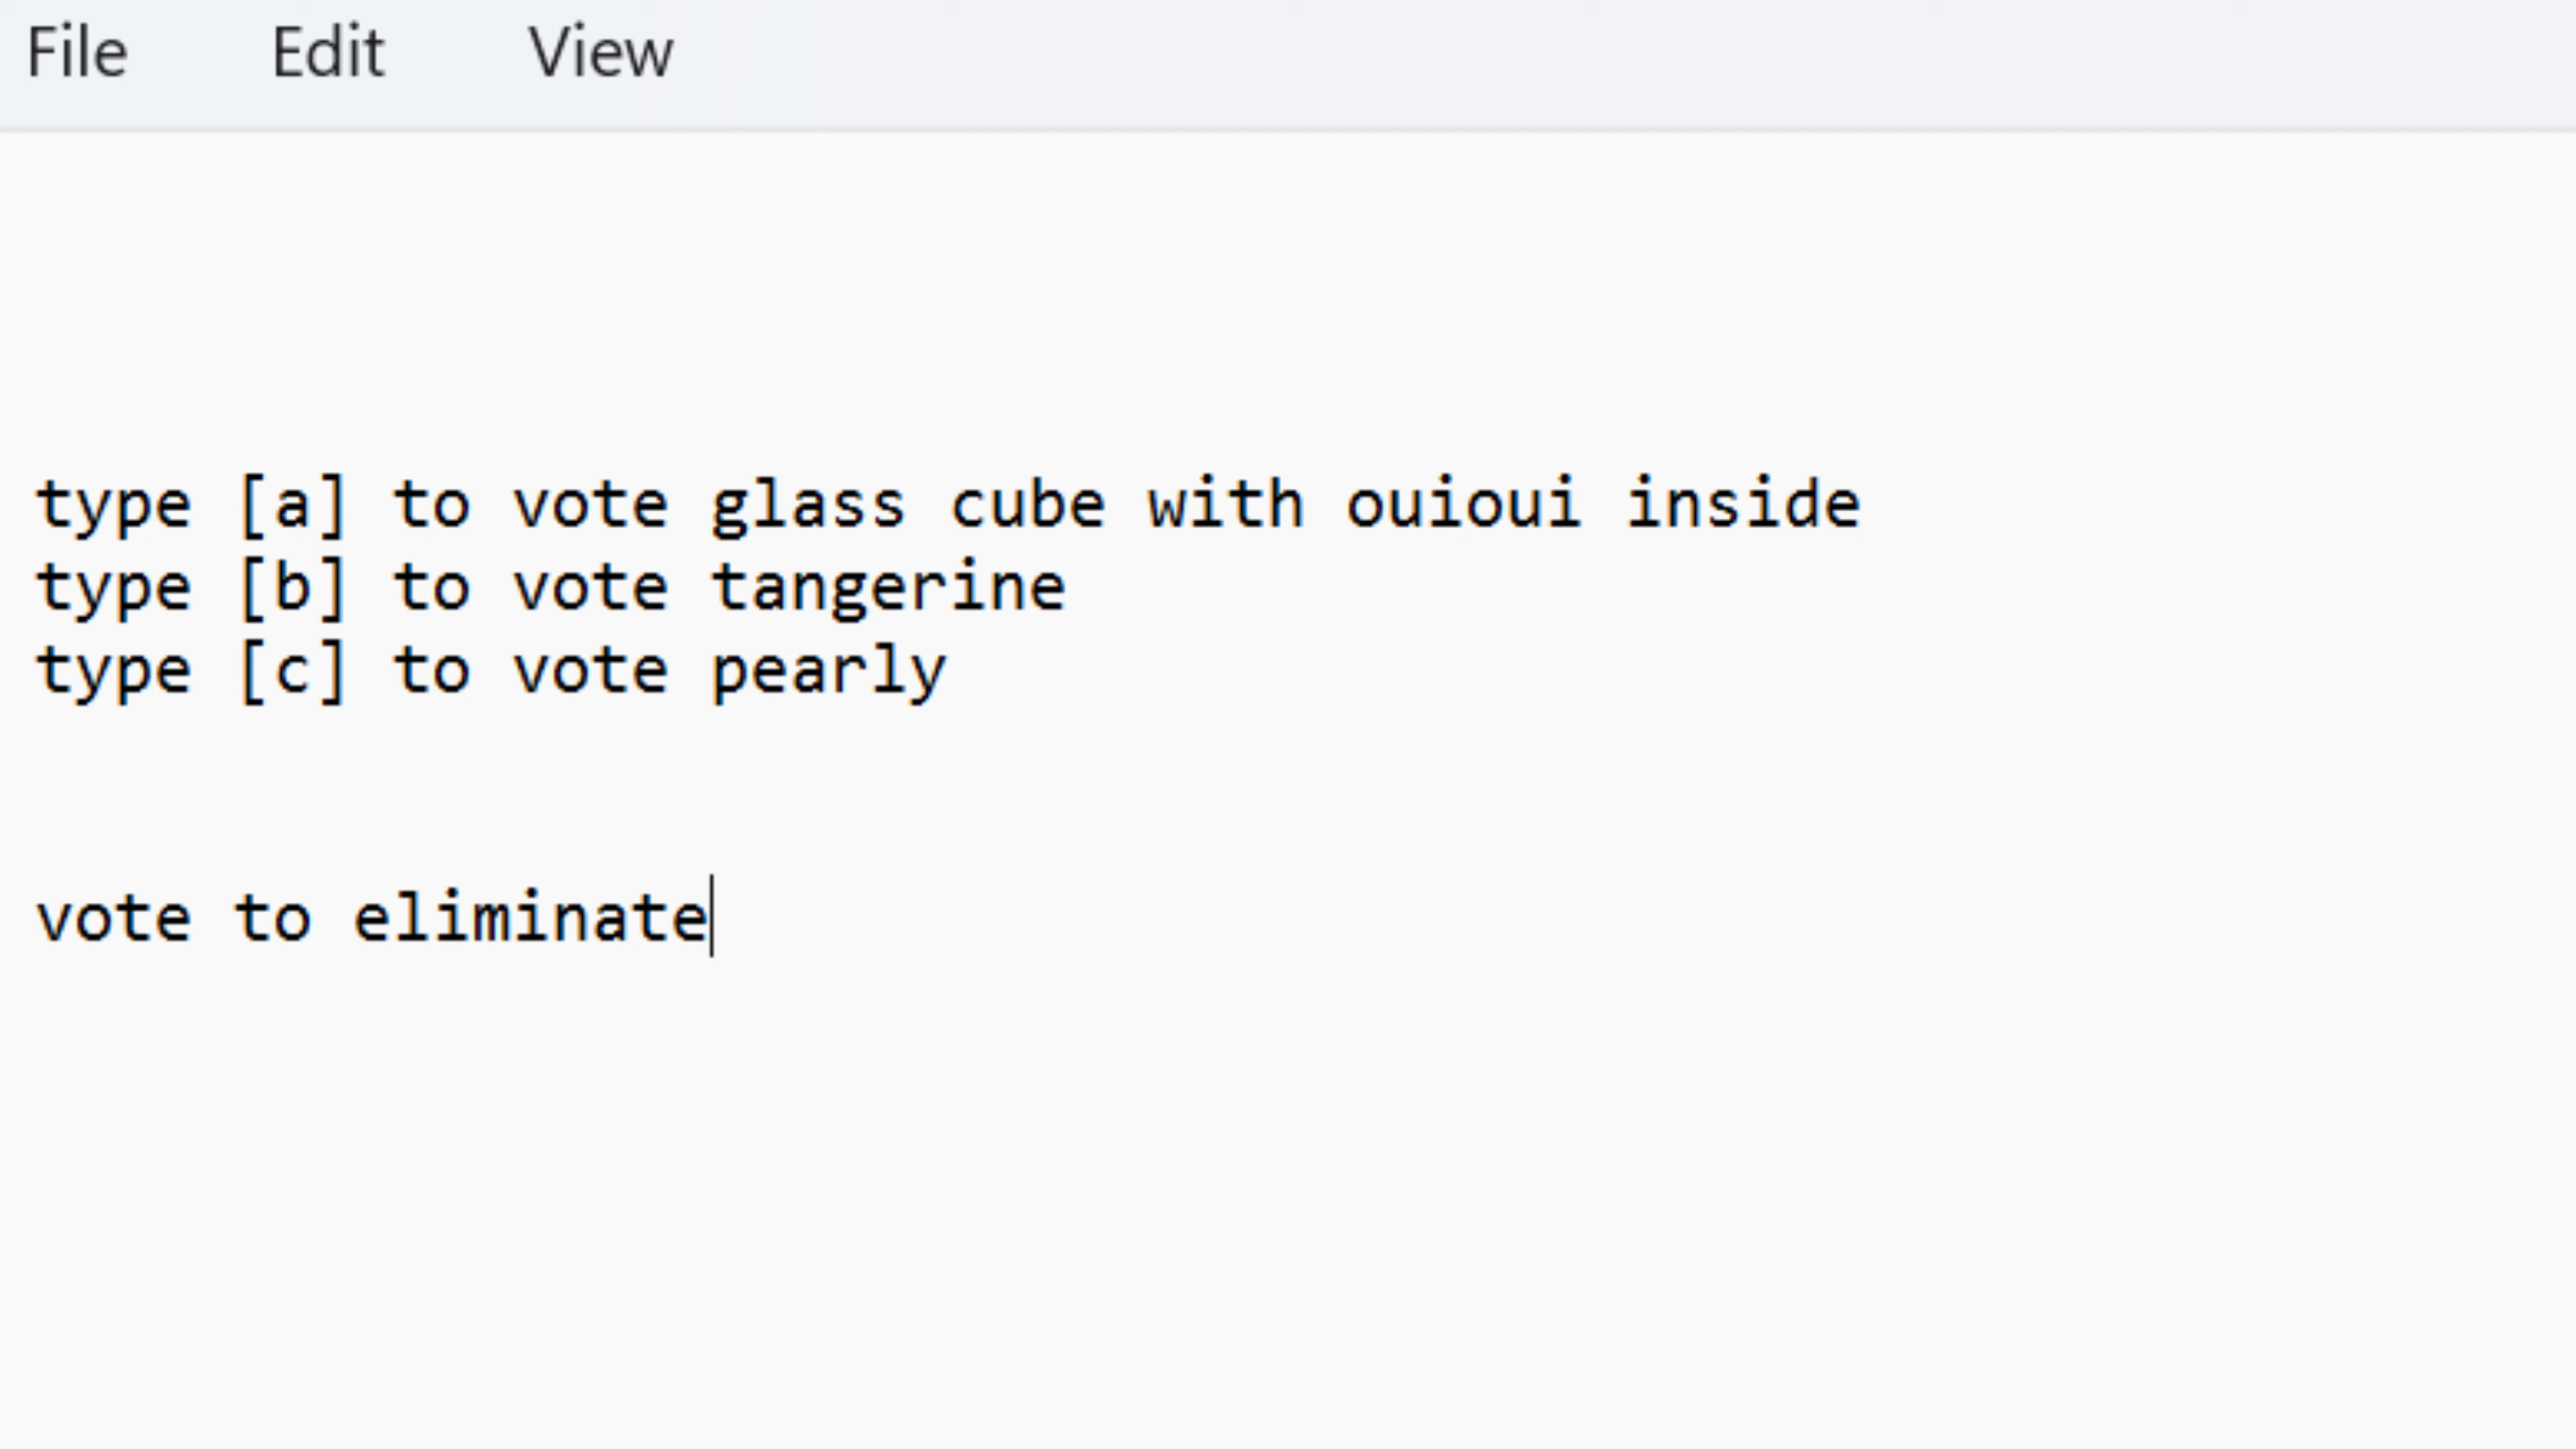 File Edit View
type [a] to vote glass cube with ouioui inside
type [b] to vote tangerine
type [c] to vote pearly
vote to eliminate